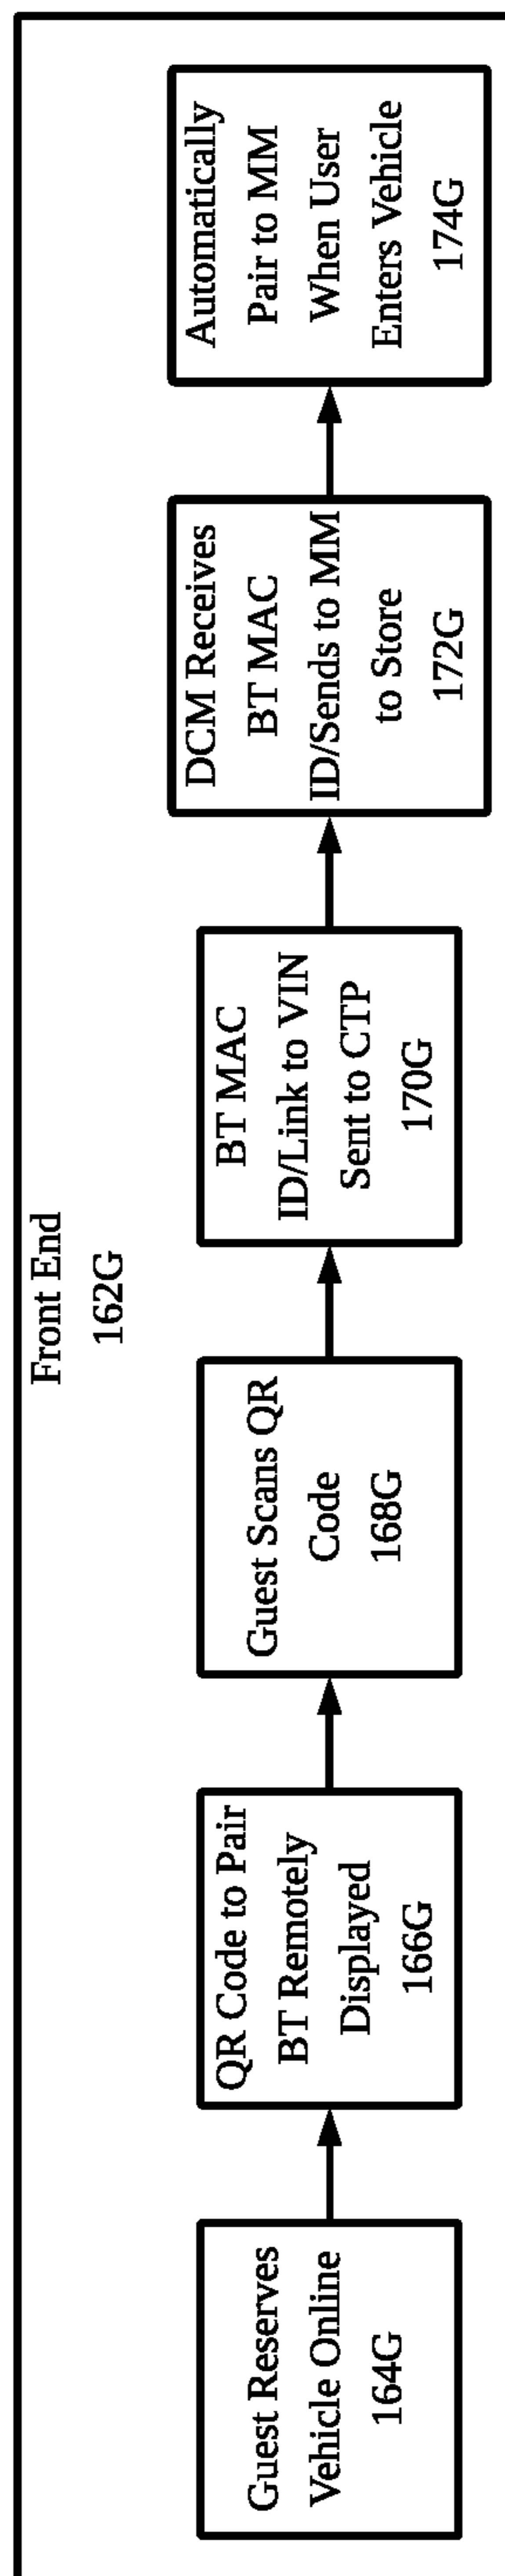 Front End
162G
Guest Reserves
Vehicle Online
164G
QR Code to Pair
BT Remotely
Displayed
166G
Guest Scans QR
Code
168G
BT MAC
ID/Link to VIN
Sent to CTP
170G
DCM Receives
BT MAC
ID/Sends to MM
to Store
172G
Automatically
Pair to MM
When User
Enters Vehicle
174G